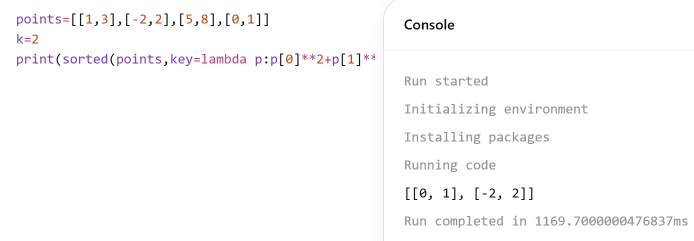 points=[[1,3],[-2,2],[5,8],[0,1]]
k=2
print(sorted(points,key=lambda p:p[0]**2+p[1]**
Console
Run started
Initializing environment
Installing packages
Running code
[[0, 1], [-2, 2]]
Run completed in 1169.7000000476837ms